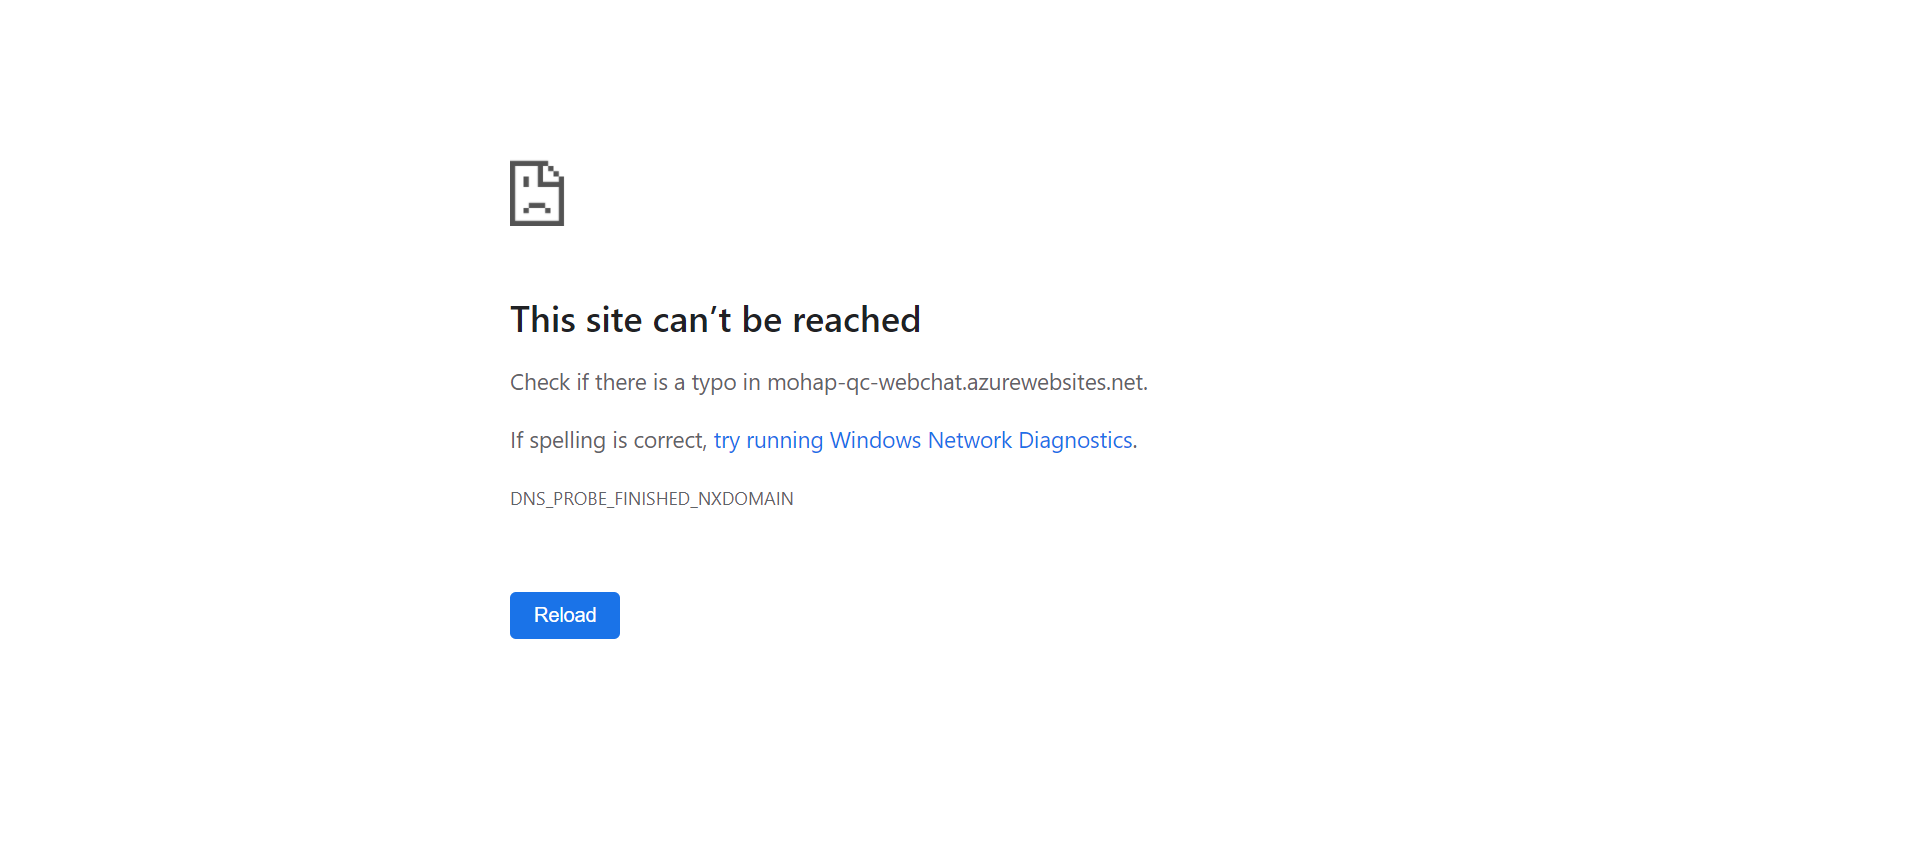 This site can’t be reached
Check if there is a typo in mohap-qc-webchat.azurewebsites.net.
If spelling is correct, try running Windows Network Diagnostics.
DNS_PROBE_FINISHED_NXDOMAIN
Reload